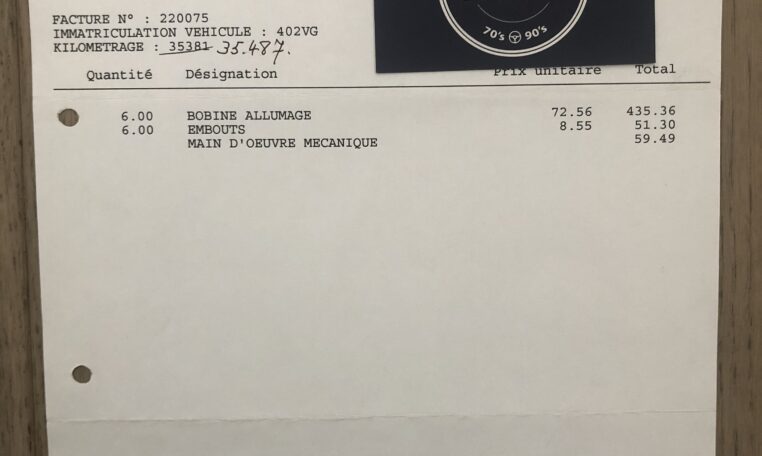 FACTURE N° : 220075
IMMATRICULATION VEHICULE : 402VG
KILOMETRAGE : 35381 35.487.
70's 90's
Quantité Désignation Prix unitaire Total
6.00 BOBINE ALLUMAGE 72.56 435.36
6.00 EMBOUTS 8.55 51.30
MAIN D'OEUVRE MECANIQUE 59.49